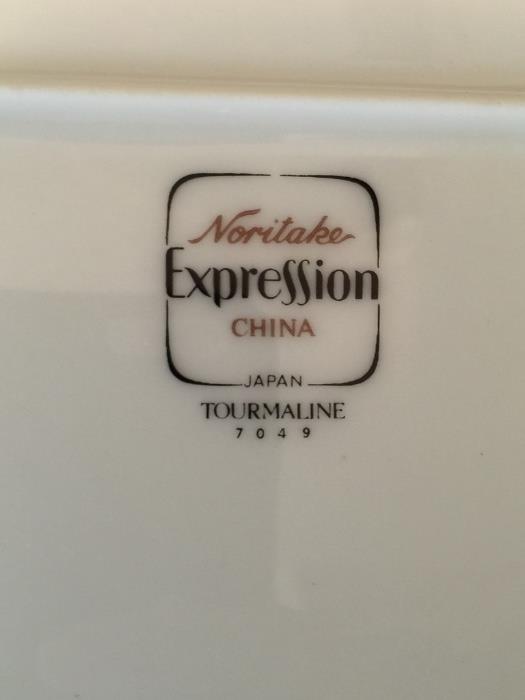 Noritake
Expression
CHINA
JAPAN
TOURMALINE
7049